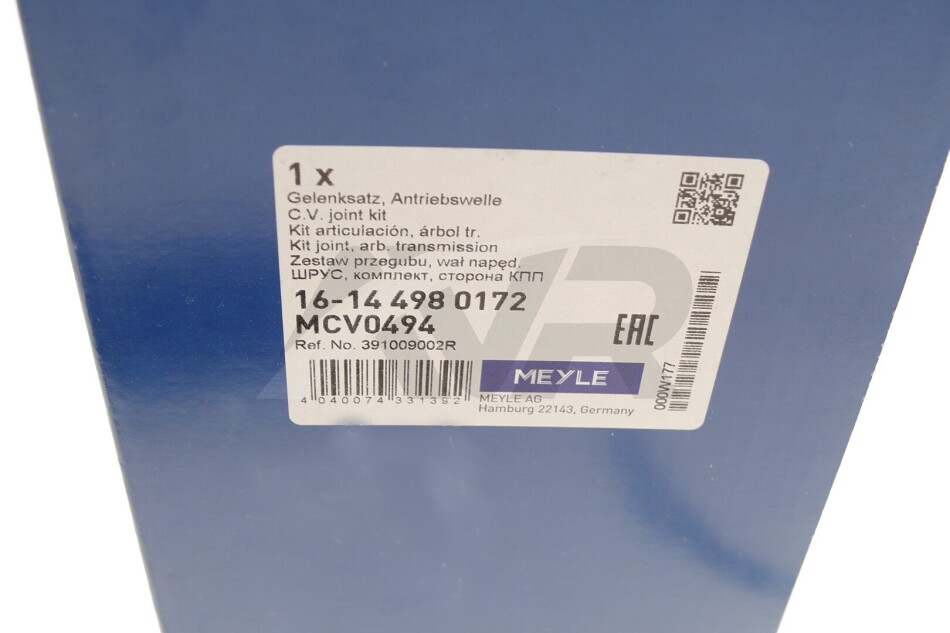 1 x
Gelenksatz, Antriebswelle
C.V. joint kit
Kit articulación, árbol tr.
Kit joint, arb. transmission
Zestaw przegubu, wał napęd.
ШРУС, комплект, сторона КПП
16-14 498 0172
MCV0494
Ref. No. 391009002R
EAC
4 040074 331392
MEYLE
MEYLE AG
Hamburg 22143, Germany
000W177